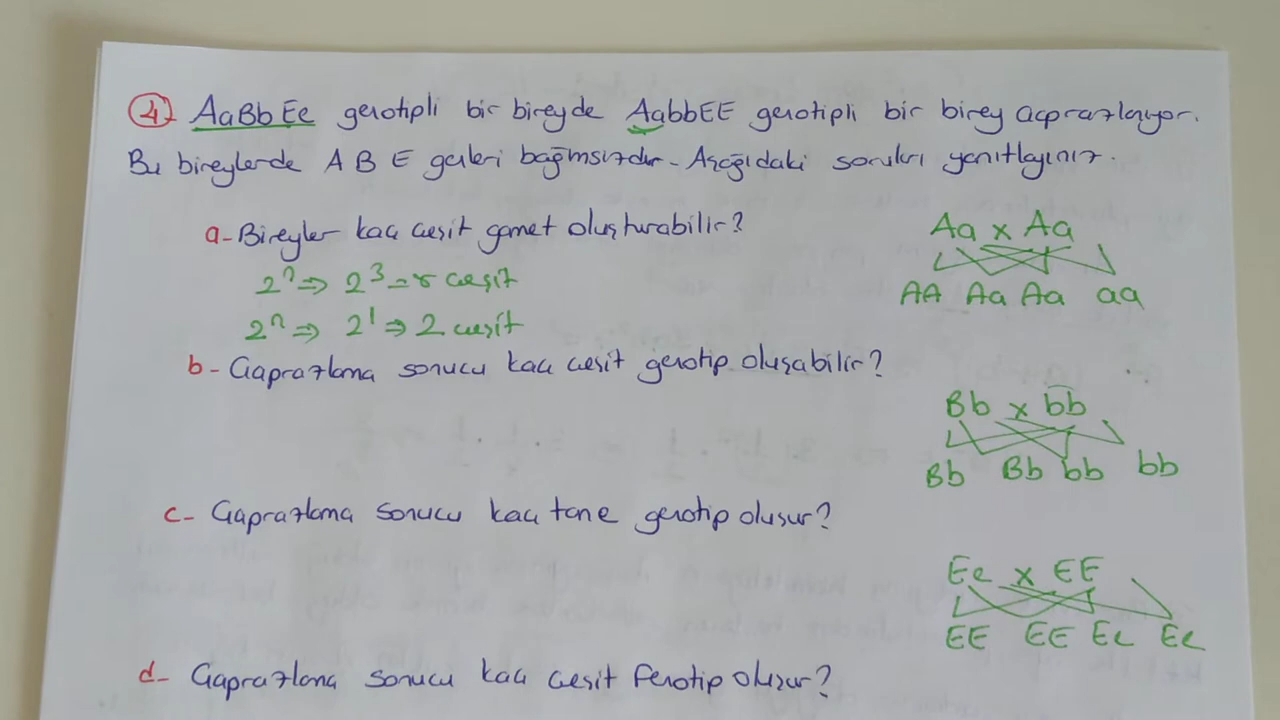 4 AaBbEe genotipli bir bireyde AabbEE genotipli bir birey çaprazlanıyor.
Bu bireylerde A B E genleri bağımsızdır. Aşağıdaki soruları yanıtlayınız.
a- Bireyler kaç çeşit gamet oluşturabilir?
2ⁿ ⇒ 2³ = 8 çeşit
2ⁿ ⇒ 2¹ ⇒ 2 çeşit
Aa x Aa
AA Aa Aa aa
b- Çaprazlama sonucu kaç çeşit genotip oluşabilir?
Bb x bb
Bb Bb bb bb
c- Çaprazlama sonucu kaç tane genotip oluşur?
Ee x EE
EE EE Ee Ee
d- Çaprazlama sonucu kaç çeşit fenotip oluşur?